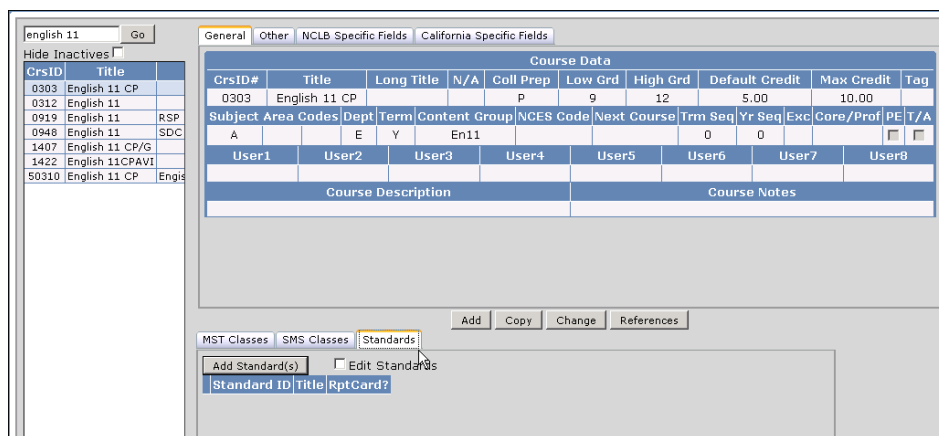 english 11 Go
Hide Inactives
CrsID Title
0303 English 11 CP
0312 English 11
0919 English 11 RSP
0948 English 11 SDC
1407 English 11 CP/G
1422 English 11CPAVI
50310 English 11 CP Engis
General Other NCLB Specific Fields California Specific Fields
Course Data
CrsID# Title Long Title N/A Coll Prep Low Grd High Grd Default Credit Max Credit Tag
0303 English 11 CP P 9 12 5.00 10.00
Subject Area Codes Dept Term Content Group NCES Code Next Course Trm Seq Yr Seq Exc Core/Prof PE T/A
A E Y En11 0 0
User1 User2 User3 User4 User5 User6 User7 User8
Course Description Course Notes
Add Copy Change References
MST Classes SMS Classes Standards
Add Standard(s) Edit Standards
Standard ID Title RptCard?